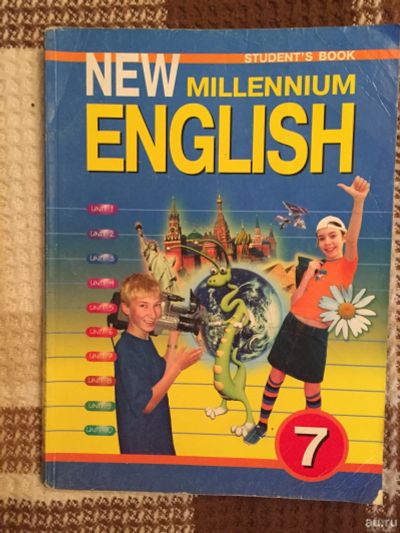 STUDENT'S BOOK
NEW MILLENNIUM
ENGLISH
UNIT 1
UNIT 2
UNIT 3
UNIT 4
UNIT 5
UNIT 6
UNIT 7
UNIT 8
UNIT 9
UNIT 10
7
au.ru